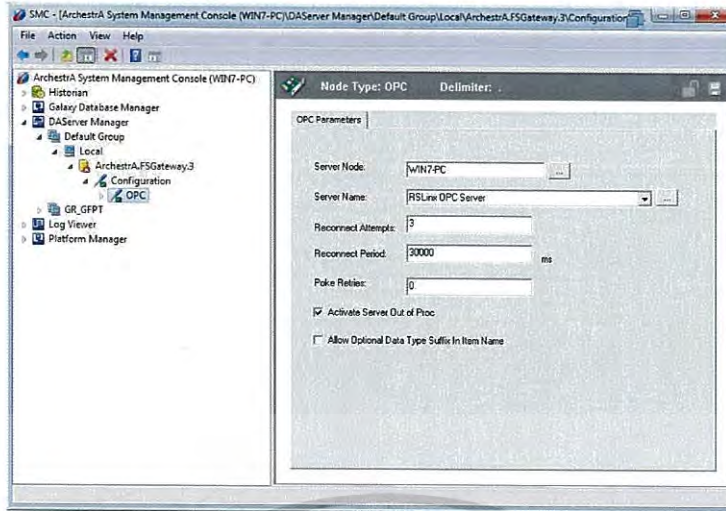 SMC - [ArchestrA System Management Console (WIN7-PC)\DAServer Manager\Default Group\Local\ArchestrA.FSGateway.3\Configuration
File Action View Help
ArchestrA System Management Console (WIN7-PC)
Historian
Galaxy Database Manager
DAServer Manager
Default Group
Local
ArchestrA.FSGateway.3
Configuration
OPC
GR_GFPT
Log Viewer
Platform Manager
Node Type: OPC Delimiter: .
OPC Parameters
Server Node: WIN7-PC ...
Server Name: RSLinx OPC Server ...
Reconnect Attempts: 3
Reconnect Period: 30000 ms
Poke Retries: 0
Activate Server Out of Proc
Allow Optional Data Type Suffix In Item Name